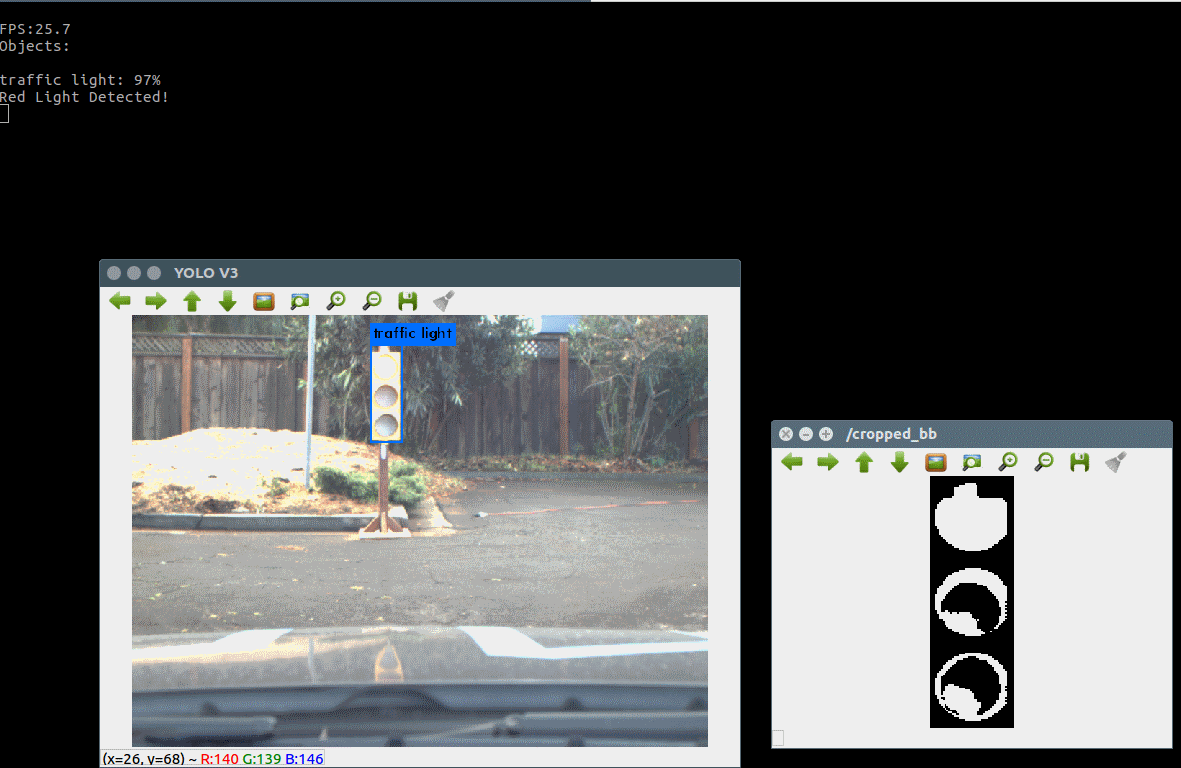 FPS:25.7
Objects:
traffic light: 97%
Red Light Detected!
YOLO V3
traffic light
/cropped_bb
(x=26, y=68) ~ R:140 G:139 B:146